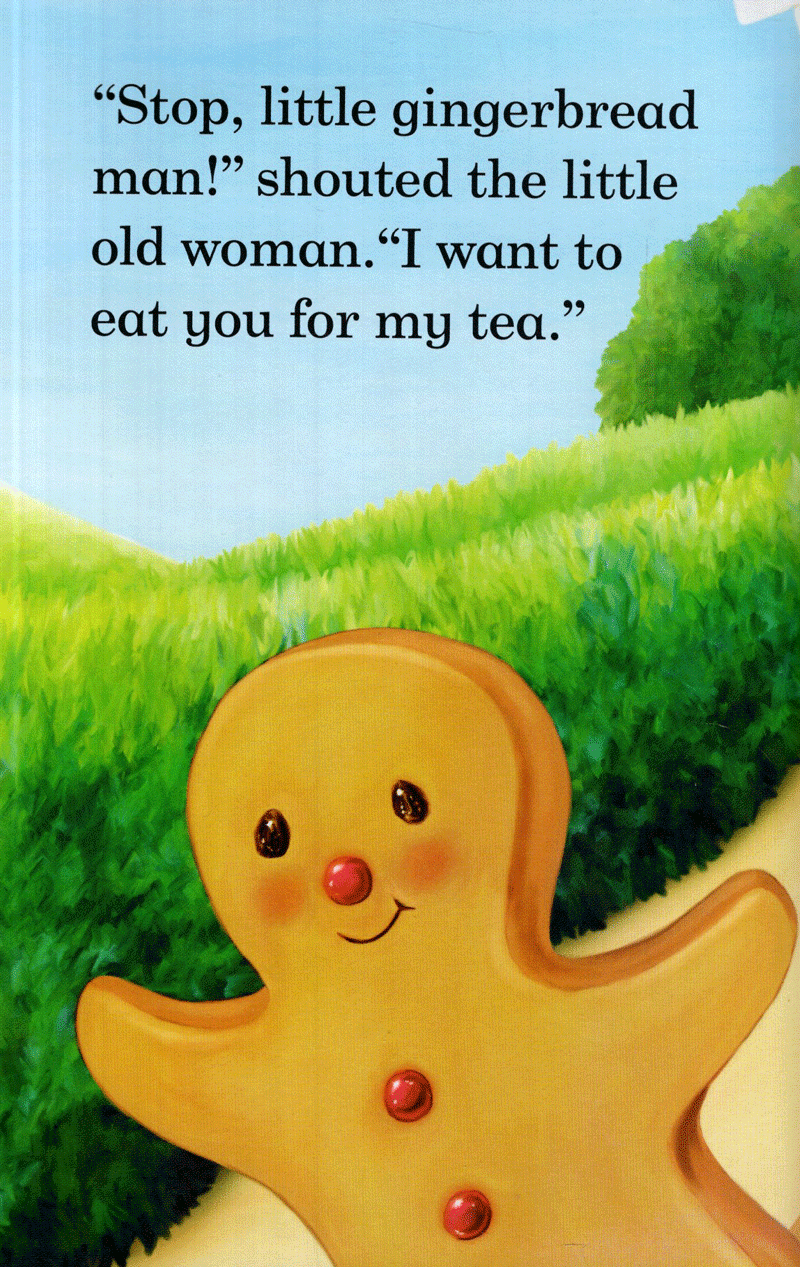 “Stop, little gingerbread
man!” shouted the little
old woman.“I want to
eat you for my tea.”